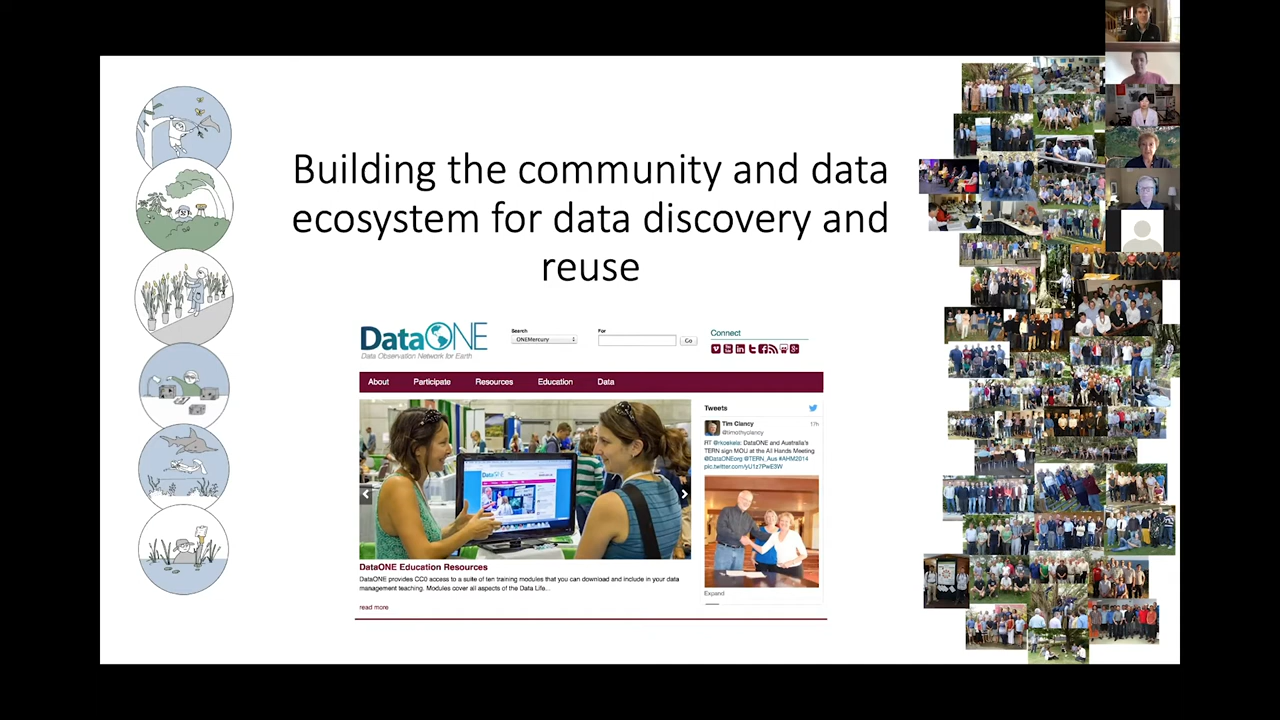 Building the community and data
ecosystem for data discovery and
reuse
DataONE
Data Observation Network for Earth
Search
ONEMercury
For
Go
Connect
About
Participate
Resources
Education
Data
DataONE
DataONE Education Resources
DataONE provides CC0 access to a suite of ten training modules that you can download and include in your data
management teaching. Modules cover all aspects of the Data Life...
read more
Tweets
Tim Clancy
17h
@timothyclancy
RT @rkoskela: DataONE and Australia's
TERN sign MOU at the All Hands Meeting
@DataONEorg @TERN_Aus #AHM2014
pic.twitter.com/yU1z7PwE3W
Expand